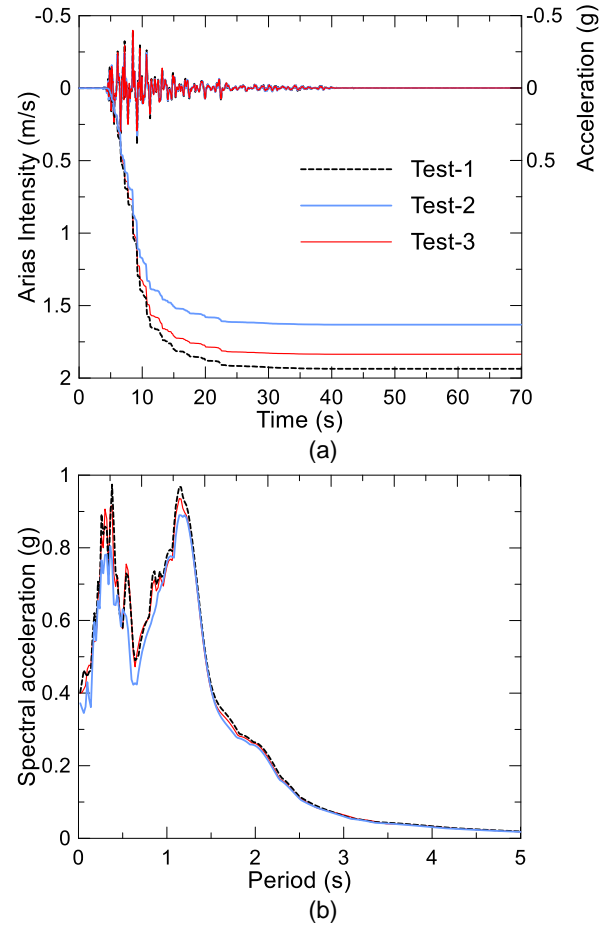 -0.5
-0.5
0
0
0.5
0.5
1
1.5
2
Arias Intensity (m/s)
Acceleration (g)
Test-1
Test-2
Test-3
0 10 20 30 40 50 60 70
Time (s)
(a)
1
0.8
0.6
0.4
0.2
0
Spectral acceleration (g)
0 1 2 3 4 5
Period (s)
(b)